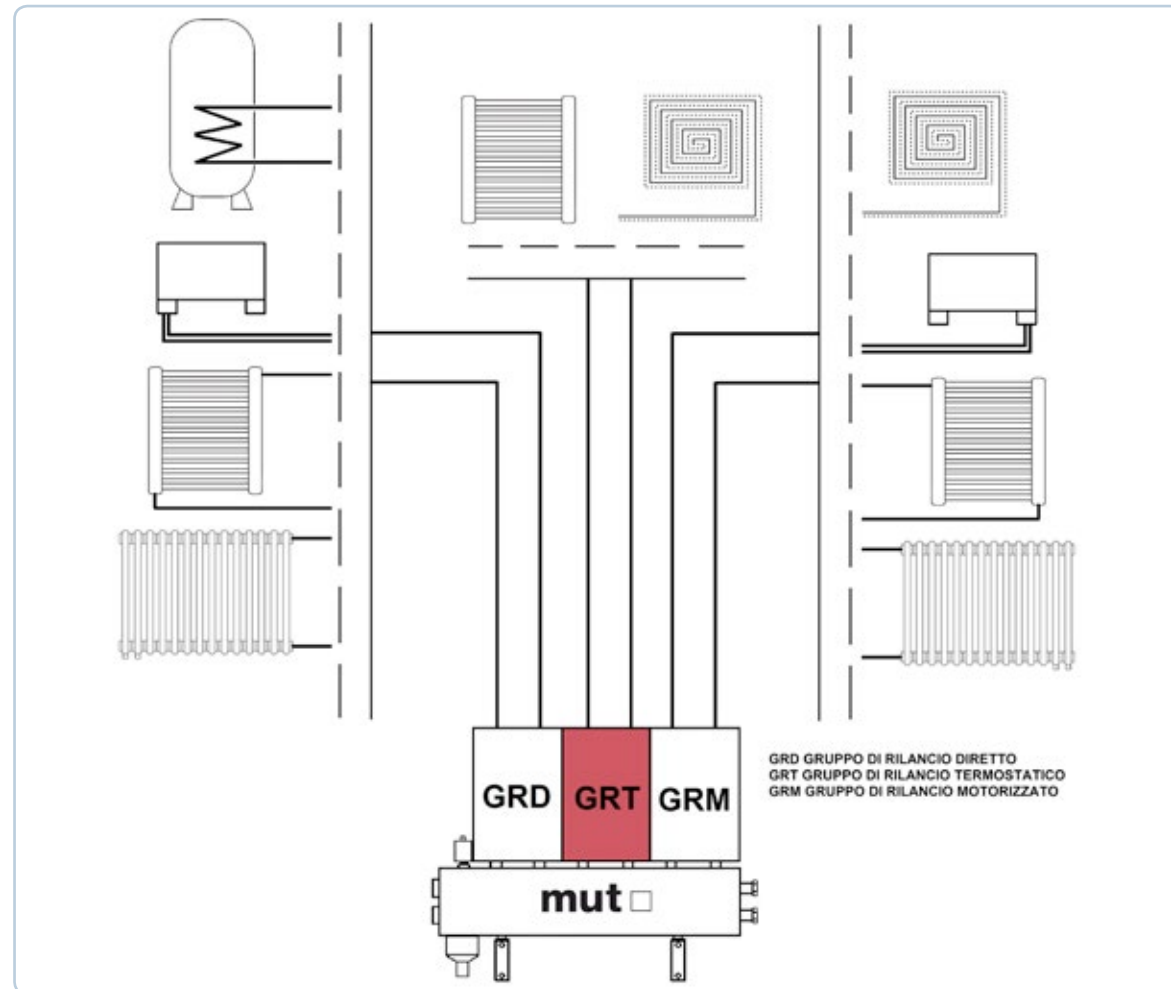 GRD GRUPPO DI RILANCIO DIRETTO
GRT GRUPPO DI RILANCIO TERMOSTATICO
GRM GRUPPO DI RILANCIO MOTORIZZATO
GRD GRT GRM
mut